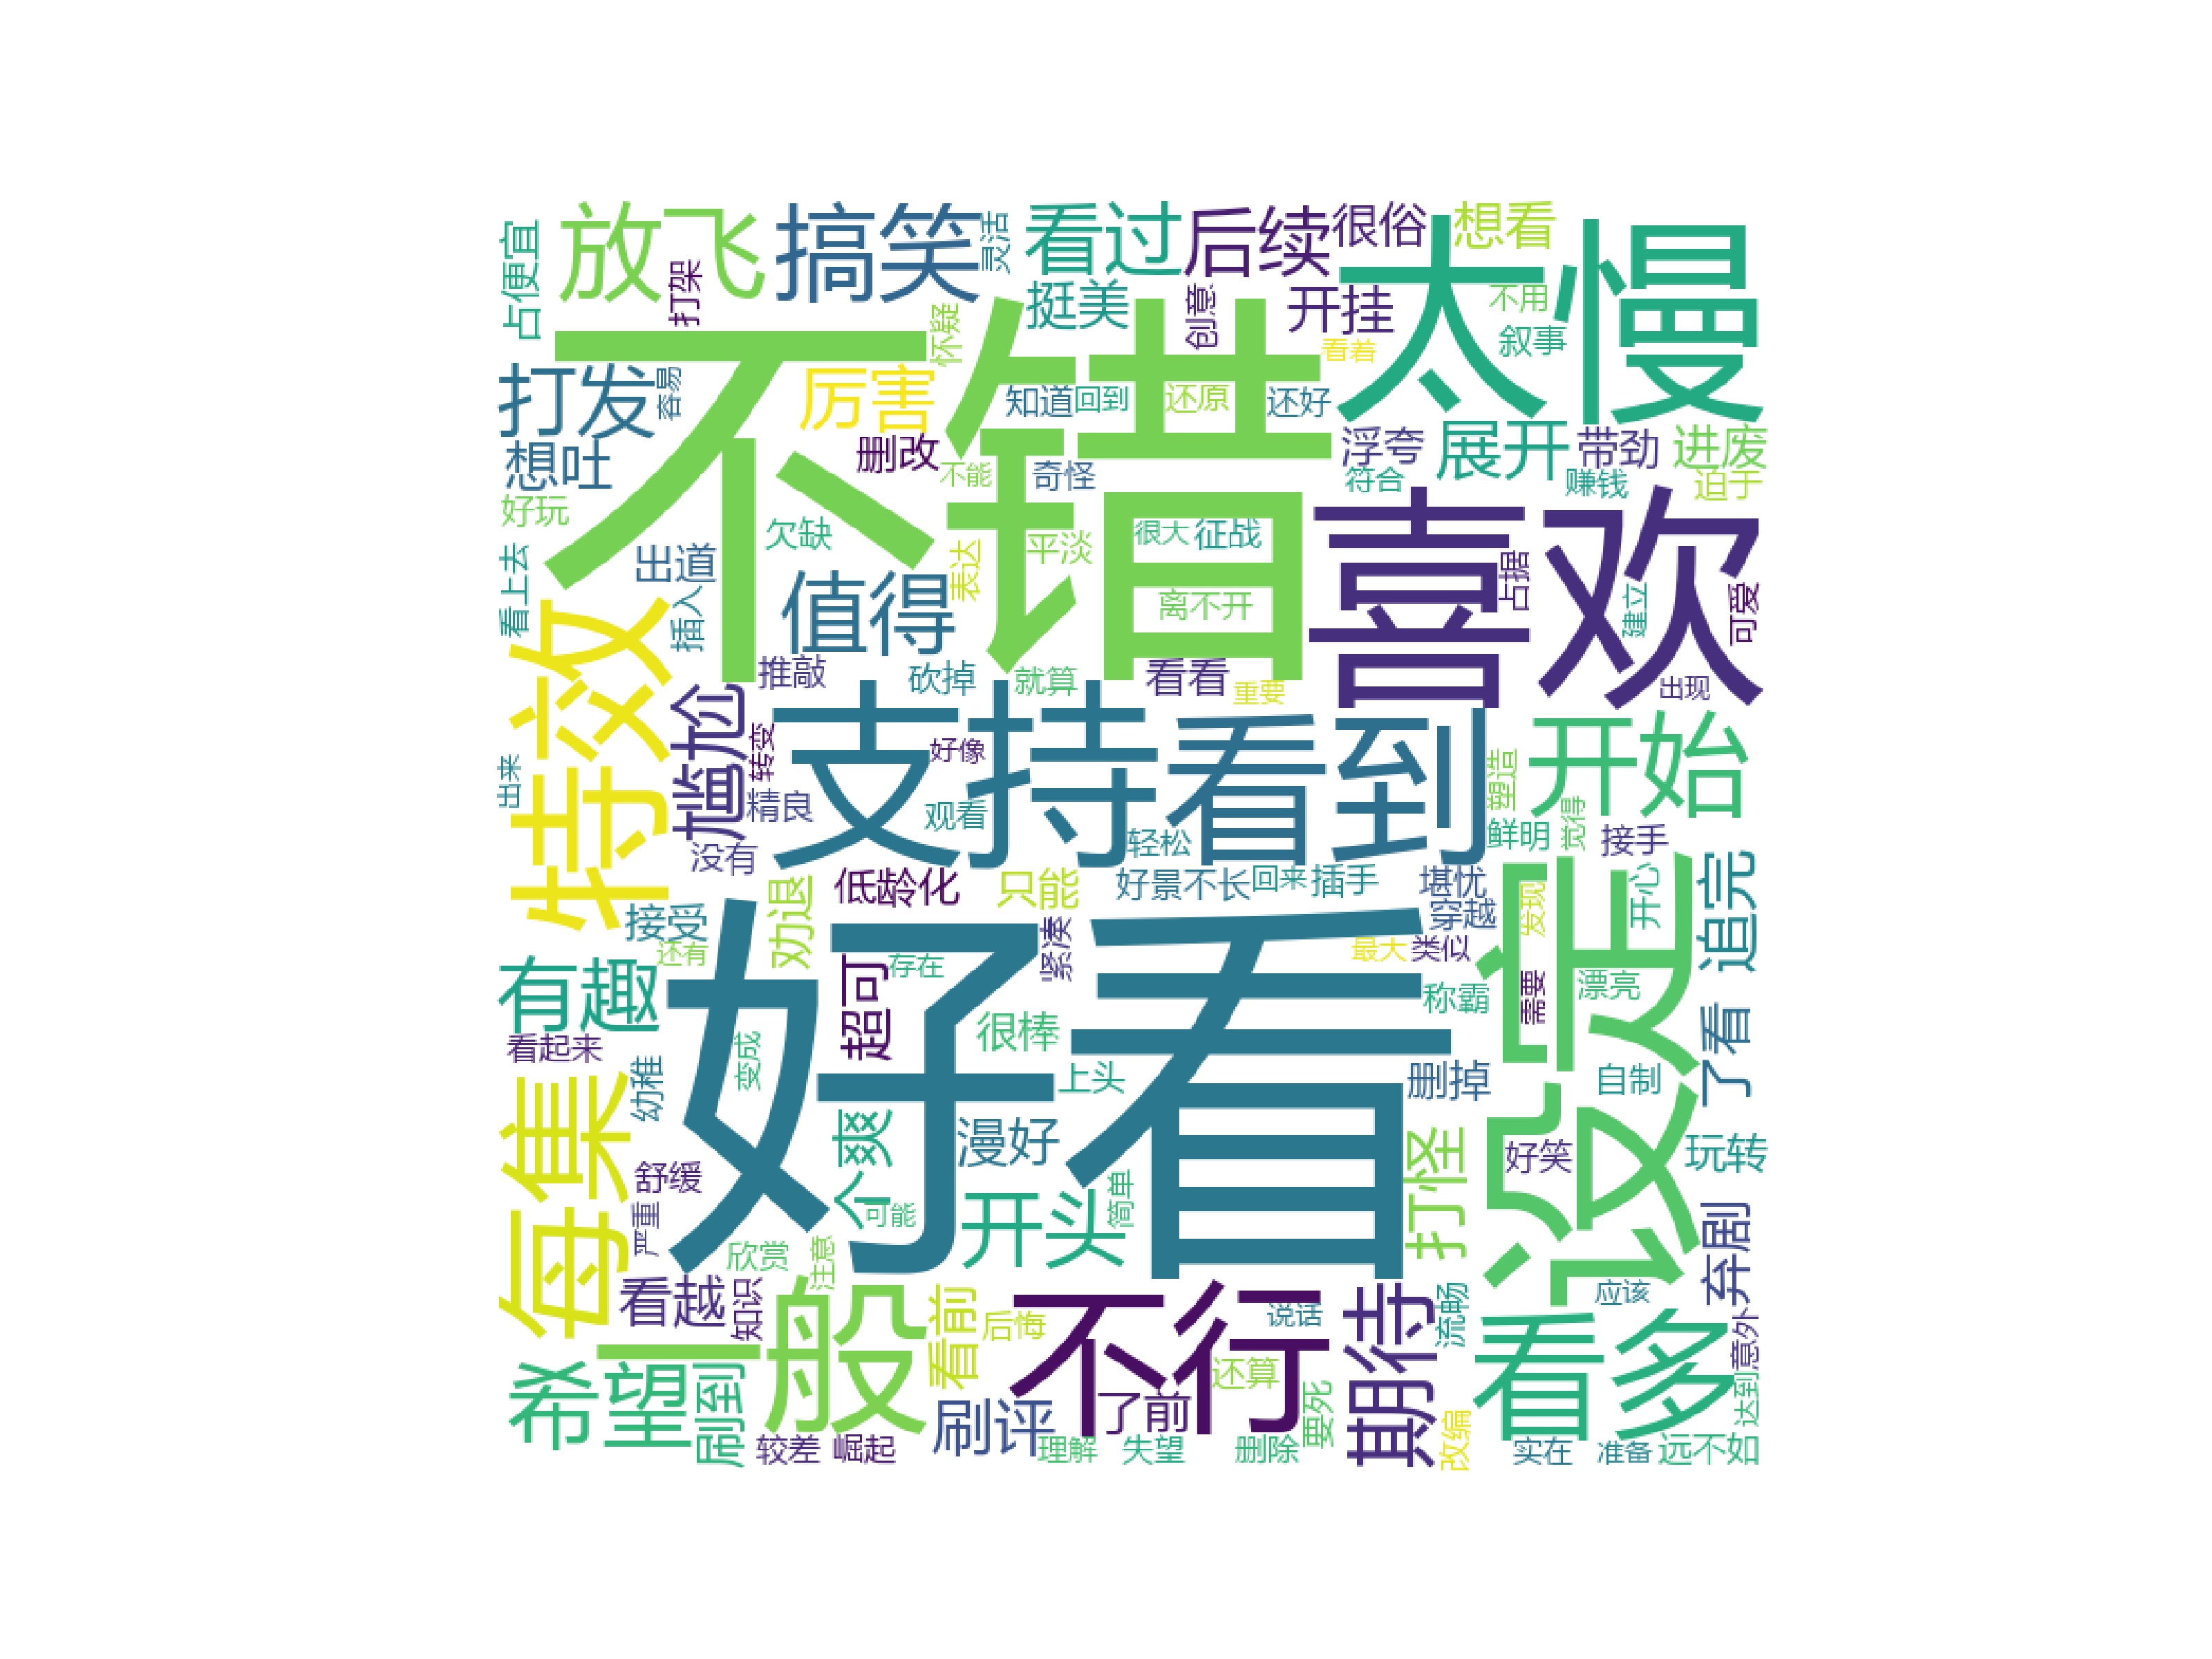 占便宜
放飞
打架
搞笑
灵活
看过
后续
很俗
想看
太慢
挺美
创意
开挂
不用
叙事
怀疑
不错
看着
打发
容易
厉害
知道
回到
还原
还好
想吐
删改
浮夸
展开
带劲
进废
好玩
不能
奇怪
符合
赚钱
迫于
喜欢
看上去
出道
欠缺
表达
平淡
很大
征战
占据
建立
可爱
插入
值得
离不开
特效
推敲
砍掉
就算
看看
重要
出现
尴尬
转变
支持
好像
看到
开始
出来
精良
观看
塑造
觉得
鲜明
接手
没有
轻松
劝退
低龄化
只能
好景不长
回来
插手
堪忧
发现
开心
追完
接受
好看
穿越
设定
还有
紧凑
最大
类似
有趣
超可
存在
需要
漂亮
称霸
看起来
很棒
了看
幼稚
变成
上头
删掉
自制
每集
个爽
漫好
打怪
好笑
玩转
舒缓
简单
严重
可能
开头
弃剧
欣赏
注意
看越
知识
一般
看前
后悔
不行
说话
期待
流畅
应该
看多
意外
希望
刷到
刷评
了前
还算
要死
改编
达到
较差
崛起
理解
失望
删除
实在
准备
远不如